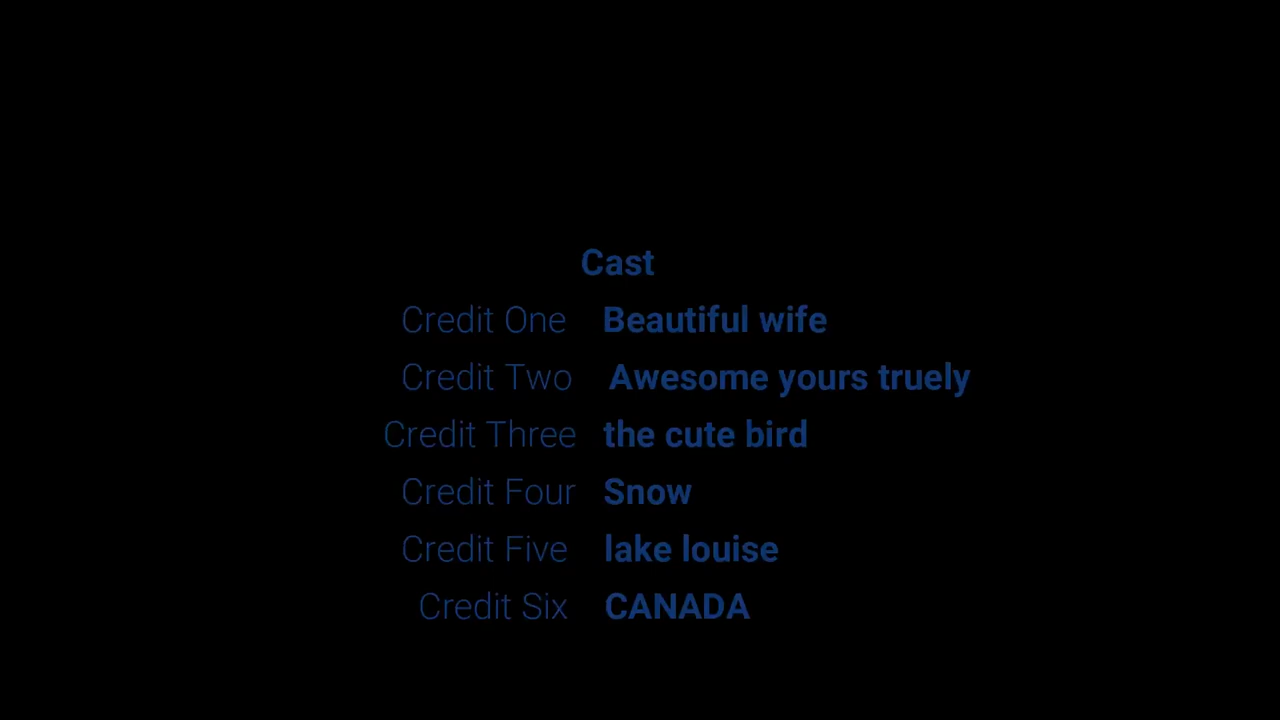 Cast
Credit One Beautiful wife
Credit Two Awesome yours truely
Credit Three the cute bird
Credit Four Snow
Credit Five lake louise
Credit Six CANADA